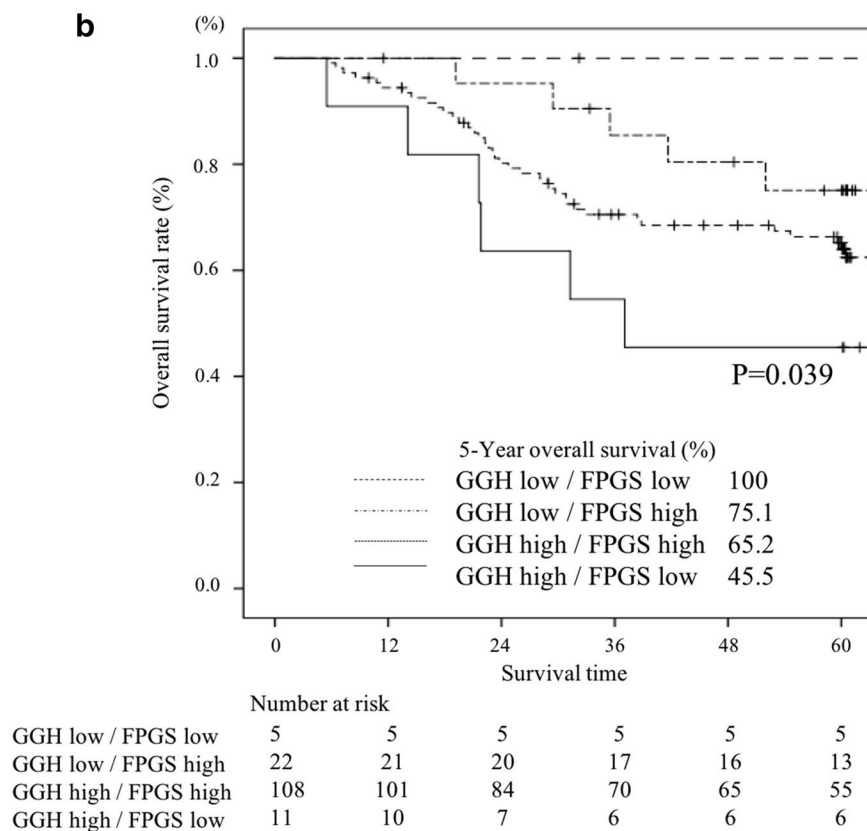 b
(%)
1.0
0.8
0.6
0.4
0.2
0.0
Overall survival rate (%)
P=0.039
5-Year overall survival (%)
GGH low / FPGS low 100
GGH low / FPGS high 75.1
GGH high / FPGS high 65.2
GGH high / FPGS low 45.5
0 12 24 36 48 60
Survival time
Number at risk
GGH low / FPGS low 5 5 5 5 5 5
GGH low / FPGS high 22 21 20 17 16 13
GGH high / FPGS high 108 101 84 70 65 55
GGH high / FPGS low 11 10 7 6 6 6